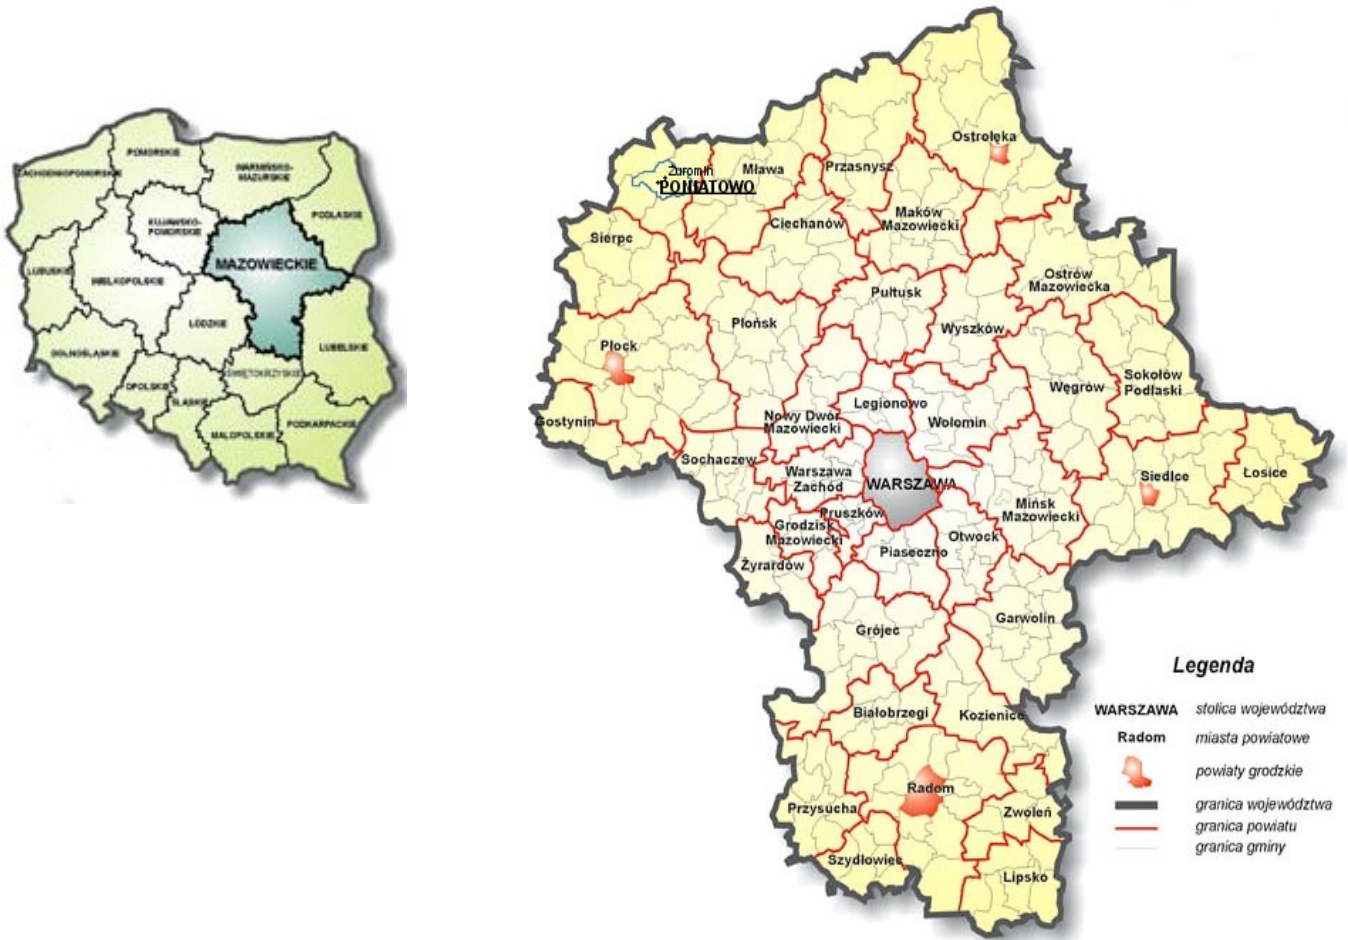 POMORSKIE
ZACHODNIOPOMORSKIE
WARMIŃSKO-
MAZURSKIE
PODLASKIE
KUJAWSKO-
POMORSKIE
MAZOWIECKIE
LUBUSKIE
WIELKOPOLSKIE
ŁÓDZKIE
LUBELSKIE
DOLNOŚLĄSKIE
OPOLSKIE
ŚLĄSKIE
ŚWIĘTOKRZYSKIE
MAŁOPOLSKIE
PODKARPACKIE
Ostrołęka
Żuromin
PONIATOWO
Mława
Przasnysz
Ciechanów
Maków
Mazowiecki
Sierpc
Ostrów
Mazowiecka
Pułtusk
Płońsk
Wyszków
Płock
Sokołów
Podlaski
Węgrów
Legionowo
Gostynin
Nowy Dwór
Mazowiecki
Wołomin
Sochaczew
Warszawa
Zachód
WARSZAWA
Siedlce
Łosice
Mińsk
Mazowiecki
Pruszków
Grodzisk
Mazowiecki
Otwock
Piaseczno
Żyrardów
Garwolin
Grójec
Białobrzegi
Kozienice
Radom
Przysucha
Zwoleń
Szydłowiec
Lipsko
Legenda
WARSZAWA stolica województwa
Radom miasta powiatowe
powiaty grodzkie
granica województwa
granica powiatu
granica gminy